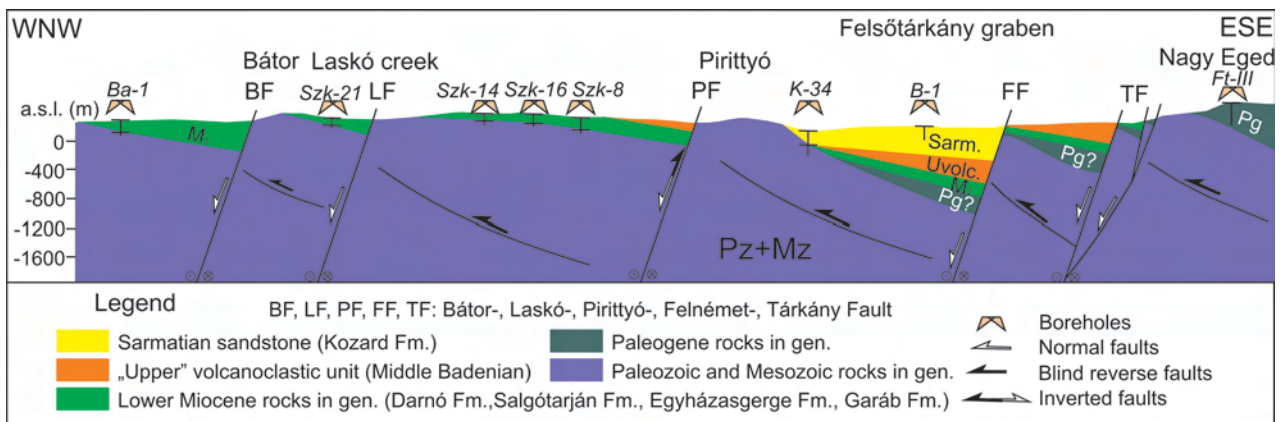 WNW
Felsőtárkány graben
ESE
Bátor Laskó creek
Pirittyó
Nagy Eged
Ba-1
BF
Szk-21
LF
Szk-14
Szk-16
Szk-8
PF
K-34
B-1
FF
TF
Ft-III
a.s.l. (m)
0
-400
-800
-1200
-1600
M.
Sarm.
Uvolc.
M.
Pg?
Pg?
Pg
Pz+Mz
Legend
BF, LF, PF, FF, TF: Bátor-, Laskó-, Pirittyó-, Felnémet-, Tárkány Fault
Sarmatian sandstone (Kozard Fm.)
„Upper” volcanoclastic unit (Middle Badenian)
Lower Miocene rocks in gen. (Darnó Fm.,Salgótarján Fm., Egyházasgerge Fm., Garáb Fm.)
Paleogene rocks in gen.
Paleozoic and Mesozoic rocks in gen.
Boreholes
Normal faults
Blind reverse faults
Inverted faults